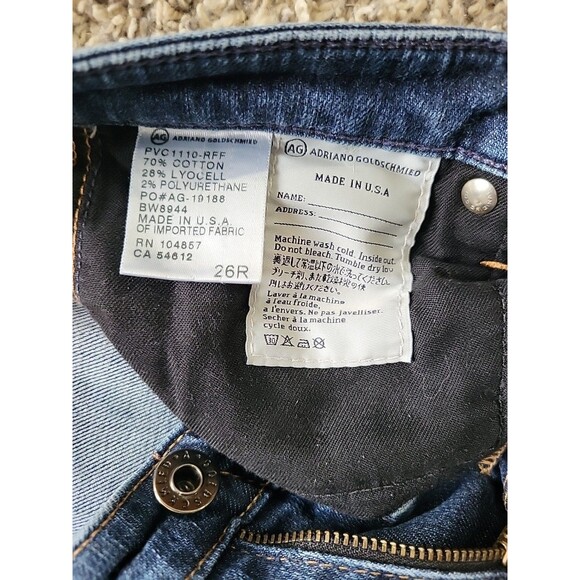 AG ADRIANO GOLDSCHMIED
PVC1110-RFF
70% COTTON
28% LYOCELL
2% POLYURETHANE
PO#AG-19188
BW8944
MADE IN U.S.A.
OF IMPORTED FABRIC
RN 104857
CA 54612
26R
AG ADRIANO GOLDSCHMIED
MADE IN U.S.A
NAME:
ADDRESS:
Machine wash cold. Inside out.
Do not bleach. Tumble dry low
Laver à la machine
à l'eau froide,
a l'envers. Ne pas javelliser.
Secher à la machine
cycle doux.